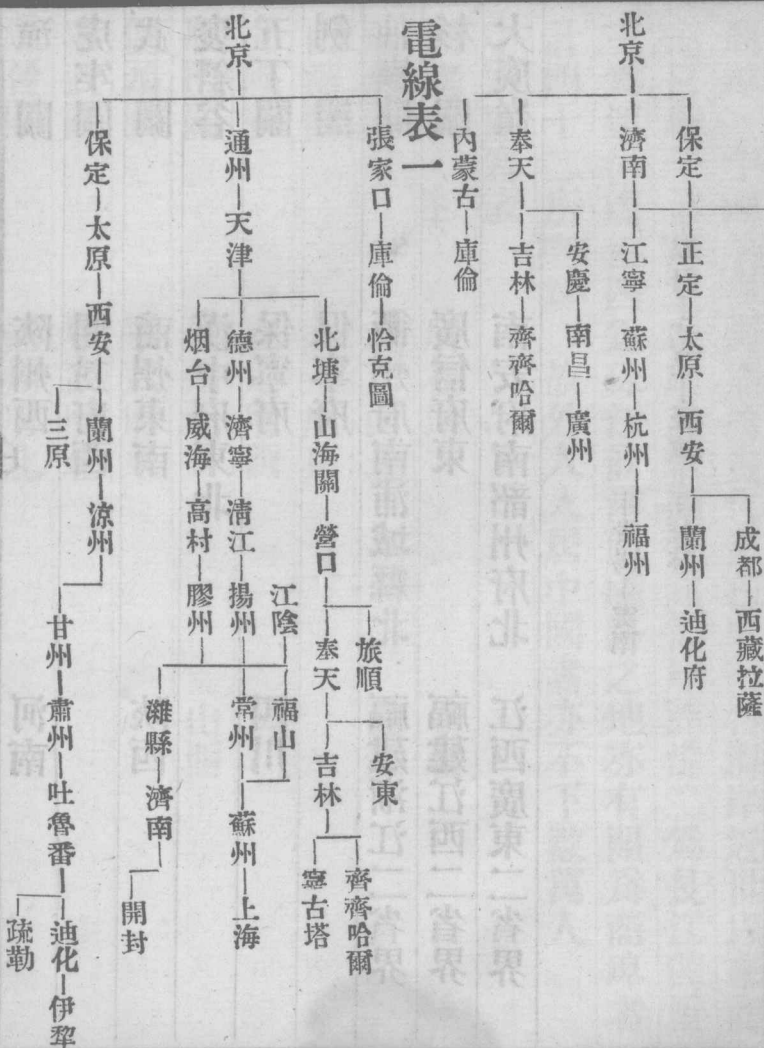 北京
成都―西藏拉薩
保定―正定―太原―西安―蘭州―迪化府
濟南―江寧―蘇州―杭州―福州
安慶―南昌―廣州
奉天―吉林―齊齊哈爾
內蒙古―庫倫
電線表一
北京
張家口―庫倫―恰克圖
齊齊哈爾
安東
旅順
北塘―山海關―營口―奉天―吉林―寧古塔
通州―天津
江陰―福山
德州―濟寧―清江―揚州―常州―蘇州―上海
烟台―威海―高村―膠州
濰縣―濟南―開封
保定―太原―西安―蘭州―涼州
三原
甘州―肅州―吐魯番―迪化―伊犂
疏勒